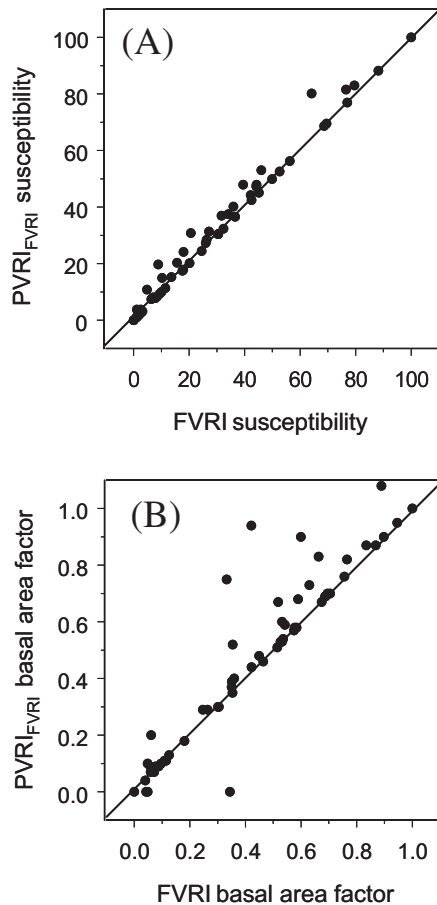 (A)
100
80
60
40
20
0
PVRI_FVRI susceptibility
0 20 40 60 80 100
FVRI susceptibility
(B)
1.0
0.8
0.6
0.4
0.2
0.0
PVRI_FVRI basal area factor
0.0 0.2 0.4 0.6 0.8 1.0
FVRI basal area factor